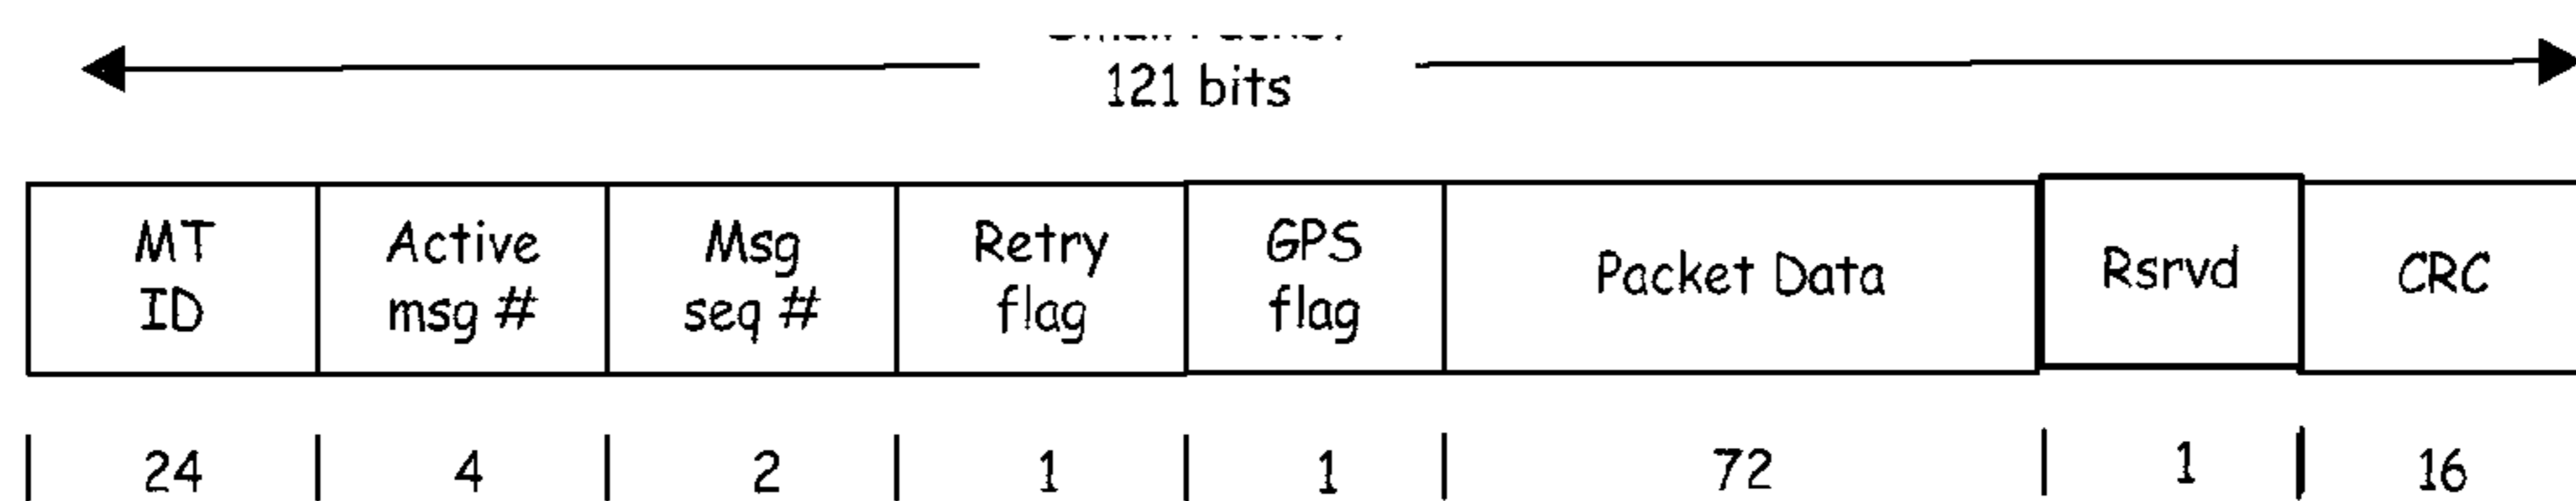 121 bits
MT
ID
Active
msg #
Msg
seq #
Retry
flag
GPS
flag
Packet Data
Rsrvd
CRC
24
4
2
1
1
72
1
16